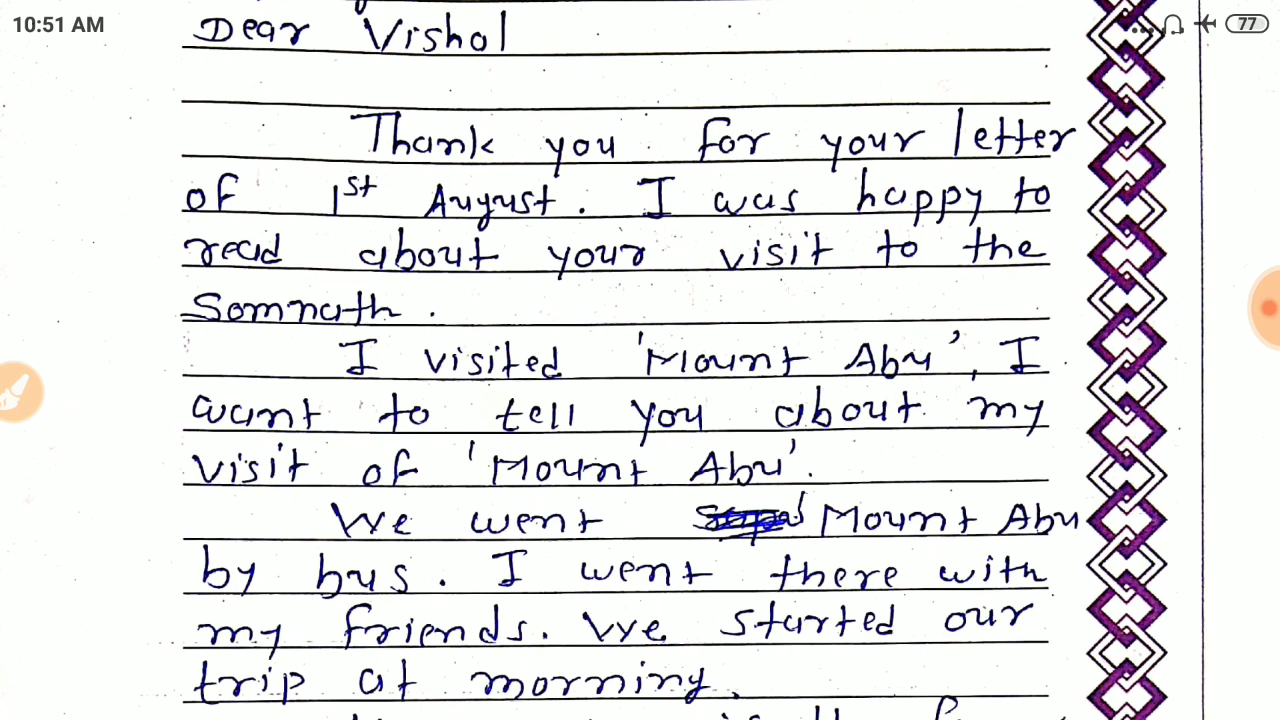 10:51 AM
77
Dear Vishal
Thank you for your letter
of 1st August. I was happy to
read about your visit to the
Somnath.
I visited 'Mount Abu', I
want to tell you about my
visit of 'Mount Abu'.
We went Mount Abu
by bus. I went there with
my friends. We started our
trip at morning.